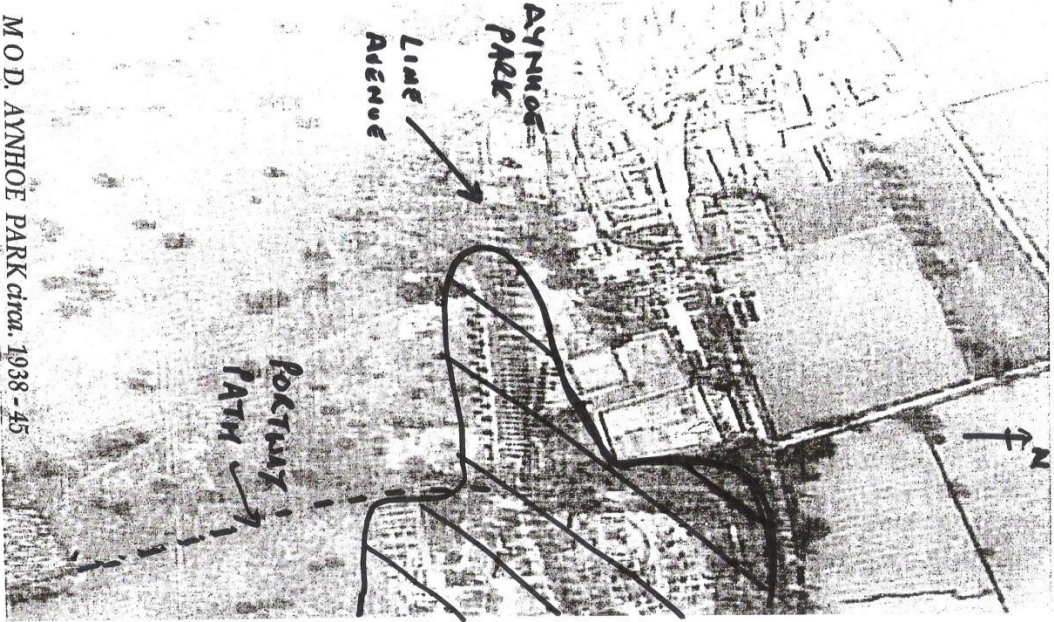 AYNHOE
PARK
LIME
AVENUE
PORTWAY
PATH
N
M O D. AYNHOE PARK circa. 1938 - 45